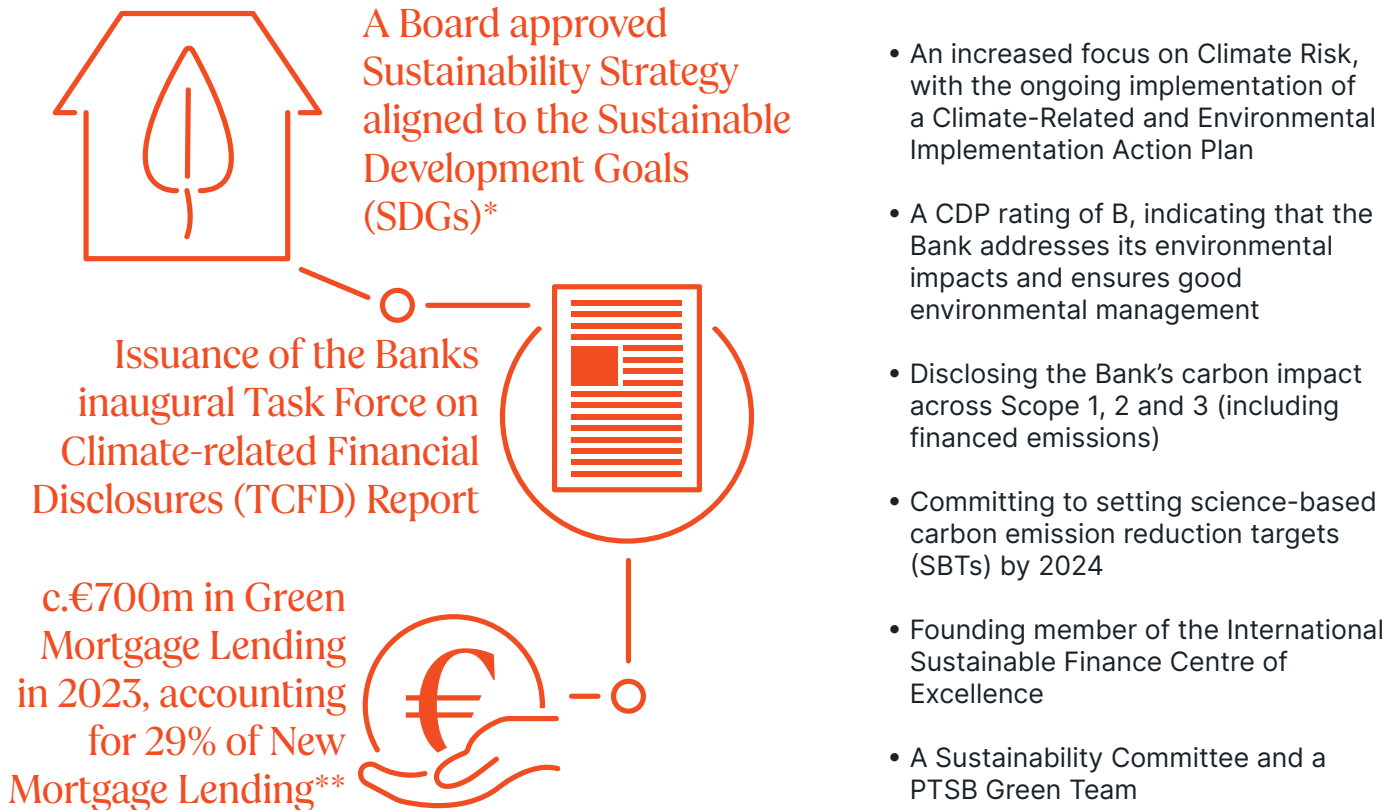 A Board approved
Sustainability Strategy
aligned to the Sustainable
Development Goals
(SDGs)*
Issuance of the Banks
inaugural Task Force on
Climate-related Financial
Disclosures (TCFD) Report
c.€700m in Green
Mortgage Lending
in 2023, accounting
for 29% of New
Mortgage Lending**
€
• An increased focus on Climate Risk,
with the ongoing implementation of
a Climate-Related and Environmental
Implementation Action Plan
• A CDP rating of B, indicating that the
Bank addresses its environmental
impacts and ensures good
environmental management
• Disclosing the Bank’s carbon impact
across Scope 1, 2 and 3 (including
financed emissions)
• Committing to setting science-based
carbon emission reduction targets
(SBTs) by 2024
• Founding member of the International
Sustainable Finance Centre of
Excellence
• A Sustainability Committee and a
PTSB Green Team